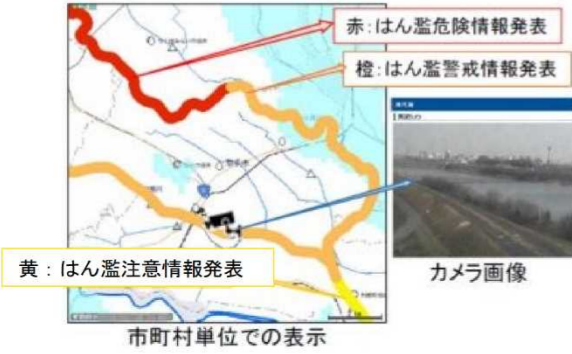 赤：はん濫危険情報発表
橙：はん濫警戒情報発表
黄：はん濫注意情報発表
カメラ画像
市町村単位での表示